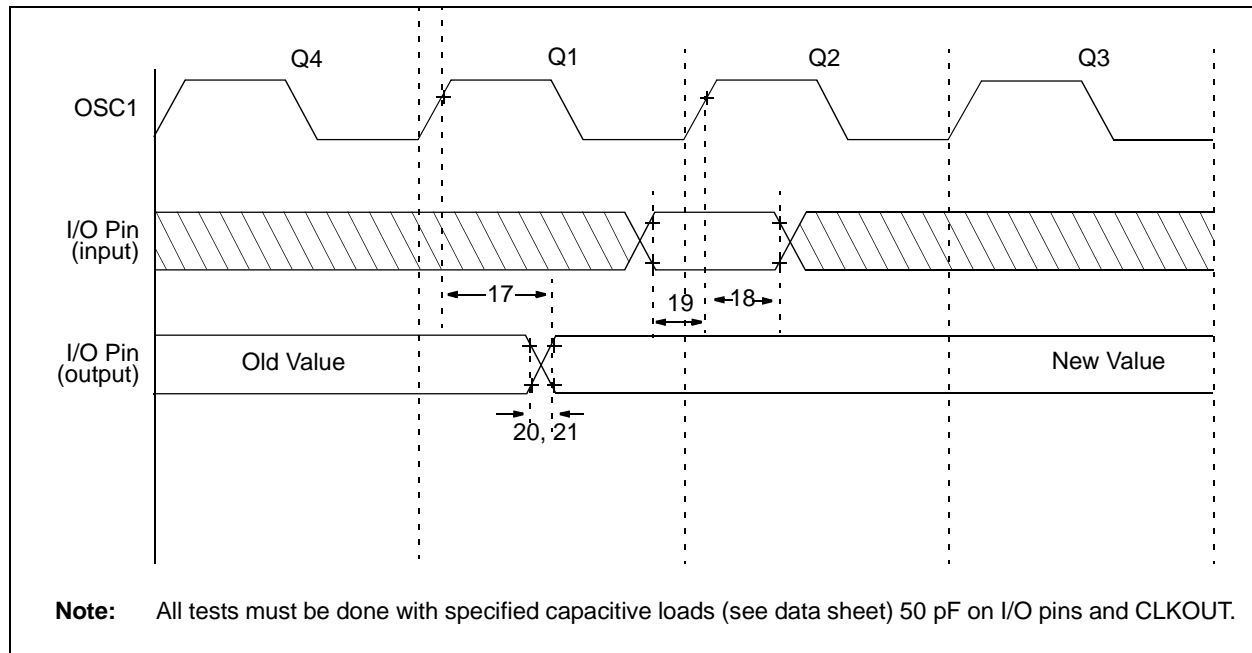 Q4 Q1 Q2 Q3
OSC1
I/O Pin
(input)
17 19 18
I/O Pin
(output)
Old Value New Value
20, 21
Note: All tests must be done with specified capacitive loads (see data sheet) 50 pF on I/O pins and CLKOUT.